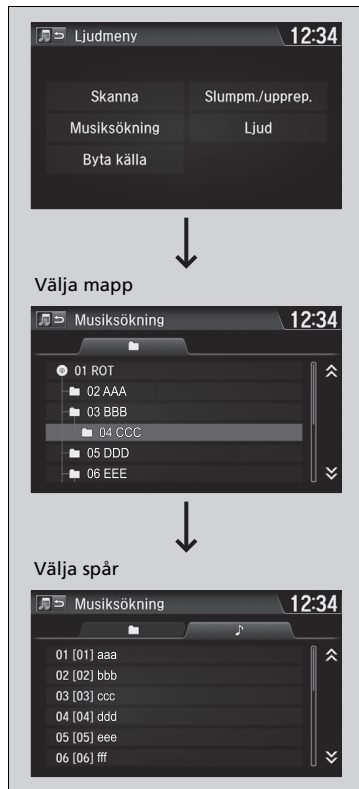 Ljudmeny 12:34
Skanna Slumpm./upprep.
Musiksökning Ljud
Byta källa
Välja mapp
Musiksökning 12:34
01 ROT
02 AAA
03 BBB
04 CCC
05 DDD
06 EEE
Välja spår
Musiksökning 12:34
01 [01] aaa
02 [02] bbb
03 [03] ccc
04 [04] ddd
05 [05] eee
06 [06] fff